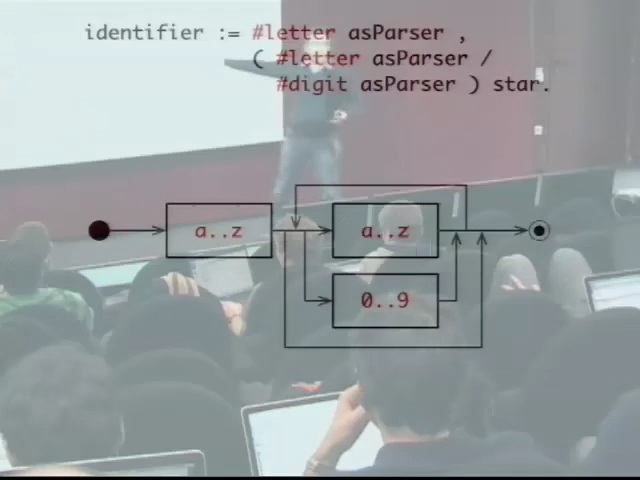 identifier := #letter asParser ,
( #letter asParser /
#digit asParser ) star.
a..z
a..z
0..9